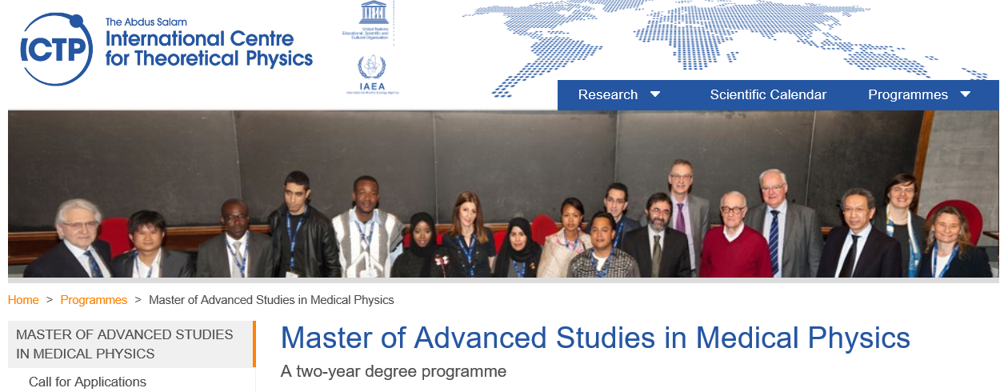 ICTP
The Abdus Salam
International Centre
for Theoretical Physics
United Nations
Educational, Scientific and
Cultural Organization
IAEA
International Atomic Energy Agency
Research
Scientific Calendar
Programmes
Home > Programmes > Master of Advanced Studies in Medical Physics
MASTER OF ADVANCED STUDIES
IN MEDICAL PHYSICS
Call for Applications
Master of Advanced Studies in Medical Physics
A two-year degree programme